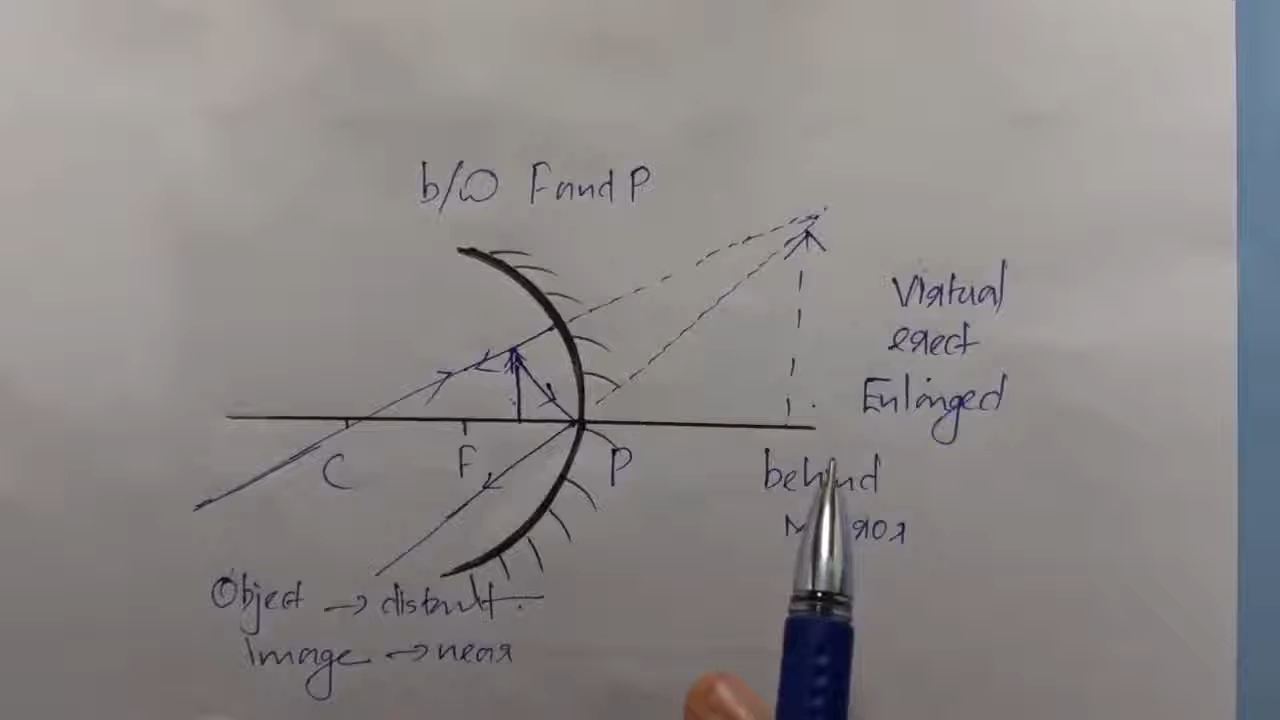 b/w F and P
Virtual
erect
Enlarged
C
F
P
behind
Object → distant
Image → near